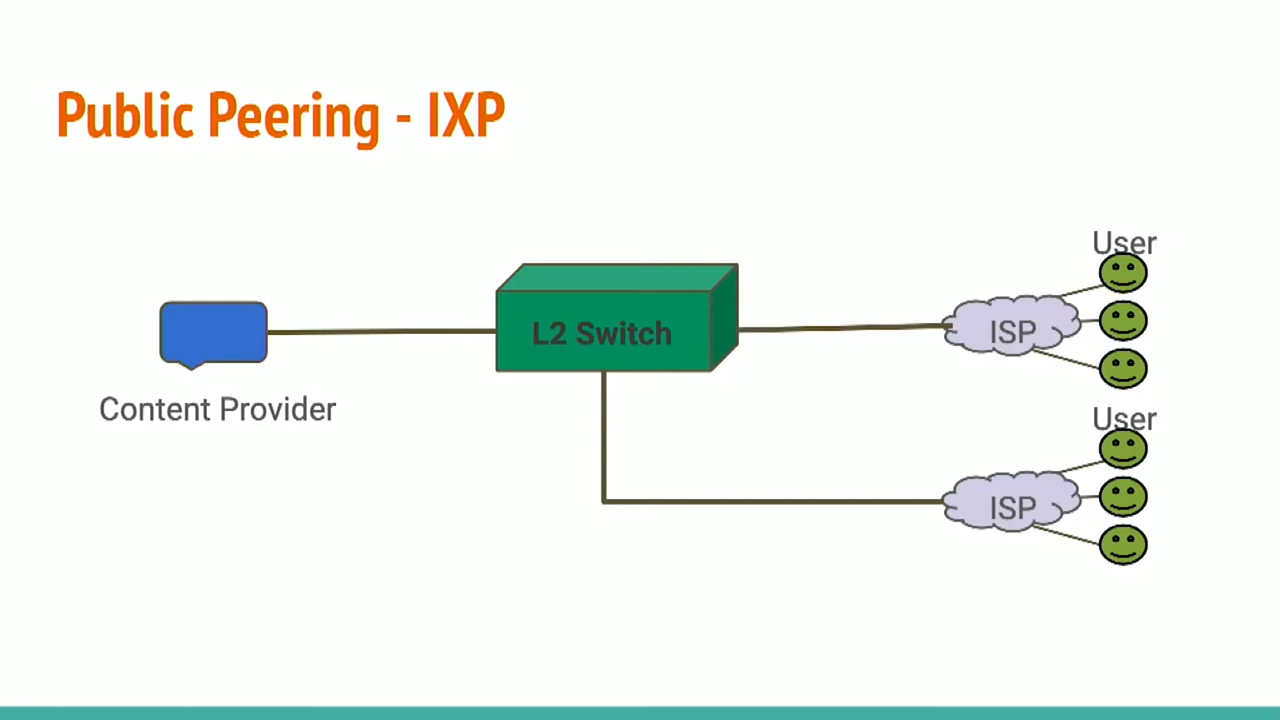 Public Peering - IXP
User
L2 Switch
ISP
Content Provider
User
ISP